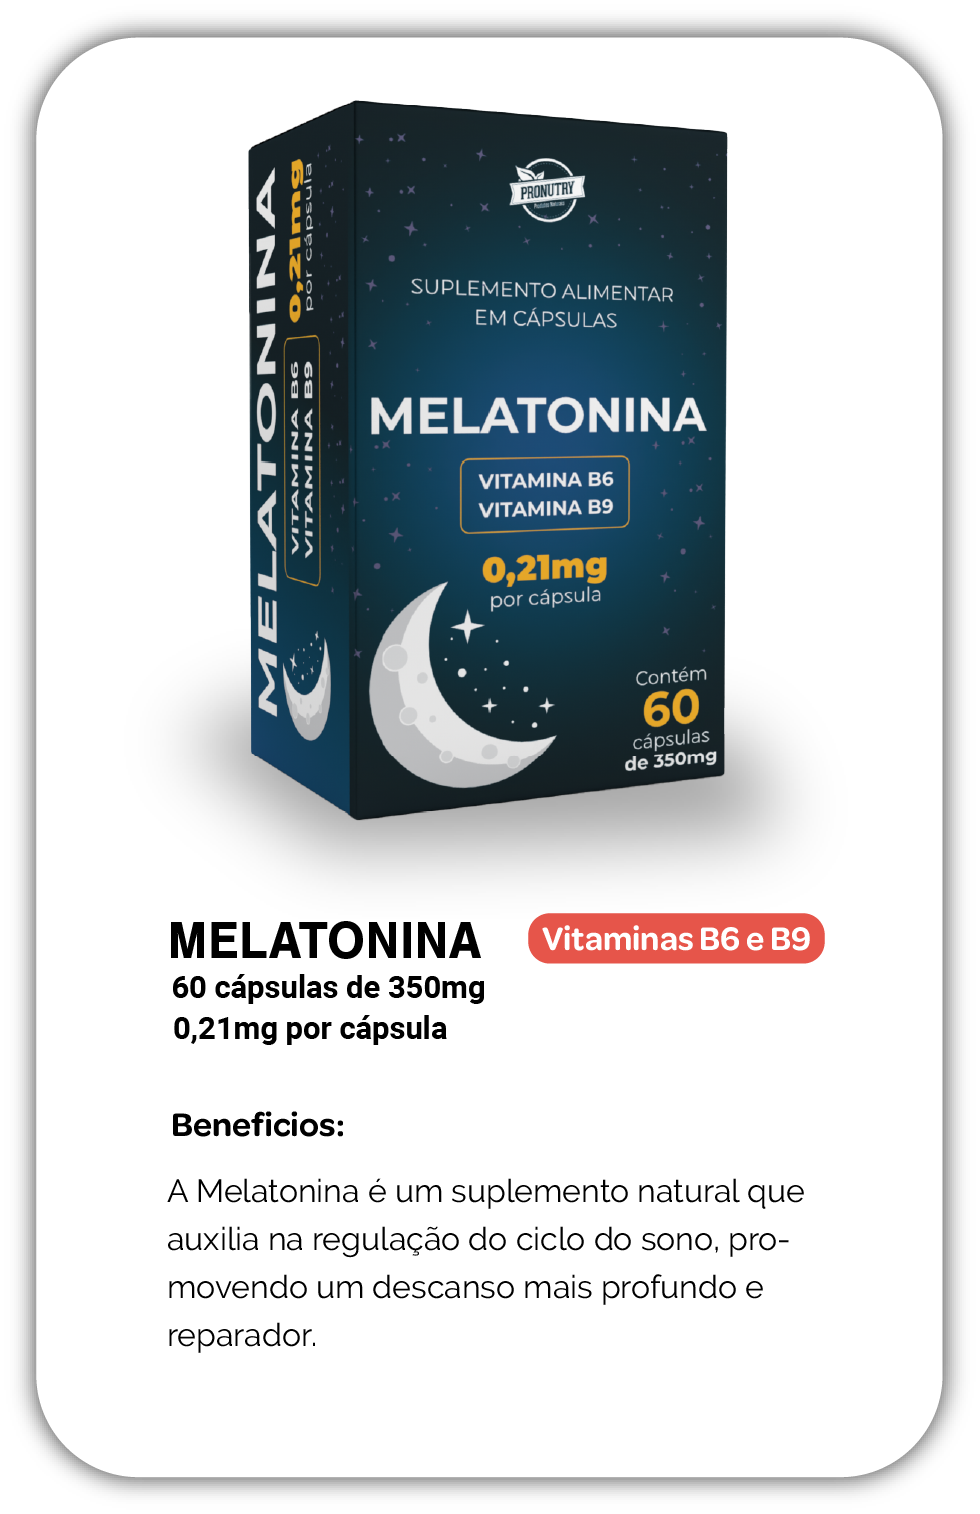 PRONUTRY
SUPLEMENTO ALIMENTAR
EM CÁPSULAS
MELATONINA
VITAMINA B6
VITAMINA B9
0,21mg
por cápsula
Contém
60
cápsulas
de 350mg
MELATONINA
0,21mg
por cápsula
VITAMINA B6
VITAMINA B9
MELATONINA
Vitaminas B6 e B9
60 cápsulas de 350mg
0,21mg por cápsula
Beneficios:
A Melatonina é um suplemento natural que
auxilia na regulação do ciclo do sono, pro-
movendo um descanso mais profundo e
reparador.